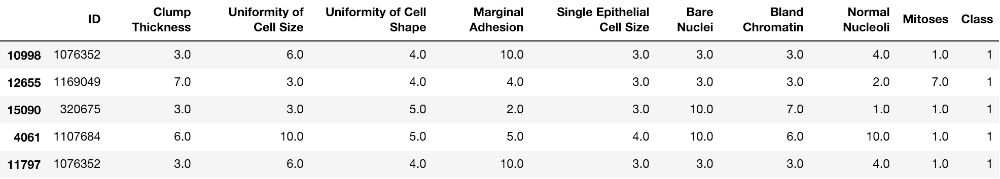 ID Clump Thickness Uniformity of Cell Size Uniformity of Cell Shape Marginal Adhesion Single Epithelial Cell Size Bare Nuclei Bland Chromatin Normal Nucleoli Mitoses Class
10998 1076352 3.0 6.0 4.0 10.0 3.0 3.0 3.0 4.0 1.0 1
12655 1169049 7.0 3.0 4.0 4.0 3.0 3.0 3.0 2.0 7.0 1
15090 320675 3.0 3.0 5.0 2.0 3.0 10.0 7.0 1.0 1.0 1
4061 1107684 6.0 10.0 5.0 5.0 4.0 10.0 6.0 10.0 1.0 1
11797 1076352 3.0 6.0 4.0 10.0 3.0 3.0 3.0 4.0 1.0 1